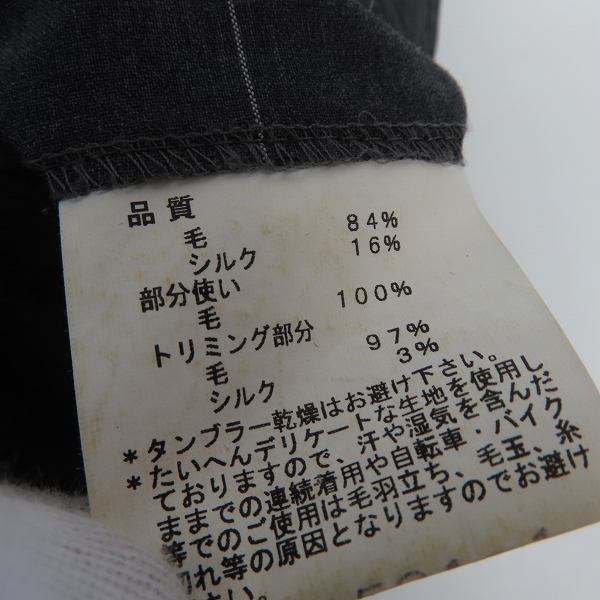 品質
毛 84%
シルク 16%
部分使い
毛 100%
トリミング部分
毛 97%
シルク 3%
*タンブラー乾燥はお避け下さい。
*たいへんデリケートな生地を使用し
ておりますので、汗や湿気を含んだ
ままでの連続着用や自転車・バイク
等でのご使用は毛羽立ち、毛玉、糸
切れ等の原因となりますのでお避け
さい。